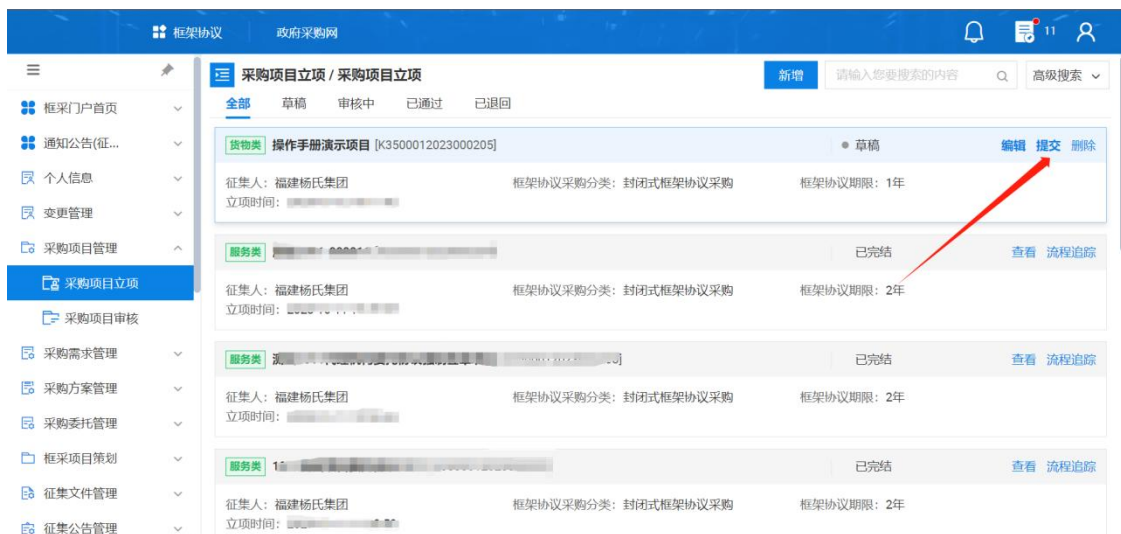 框架协议 政府采购网 11
采购项目立项 / 采购项目立项 新增 请输入您要搜索的内容 高级搜索
全部 草稿 审核中 已通过 已退回
框采门户首页
通知公告(征...
个人信息
变更管理
采购项目管理
采购项目立项
采购项目审核
采购需求管理
采购方案管理
采购委托管理
框采项目策划
征集文件管理
征集公告管理
货物类 操作手册演示项目 [K3500012023000205] 草稿 编辑 提交 删除
征集人：福建杨氏集团 框架协议采购分类：封闭式框架协议采购 框架协议期限：1年
立项时间：
服务类 已完结 查看 流程追踪
征集人：福建杨氏集团 框架协议采购分类：封闭式框架协议采购 框架协议期限：2年
立项时间：
服务类 已完结 查看 流程追踪
征集人：福建杨氏集团 框架协议采购分类：封闭式框架协议采购 框架协议期限：2年
立项时间：
服务类 已完结 查看 流程追踪
征集人：福建杨氏集团 框架协议采购分类：封闭式框架协议采购 框架协议期限：2年
立项时间：